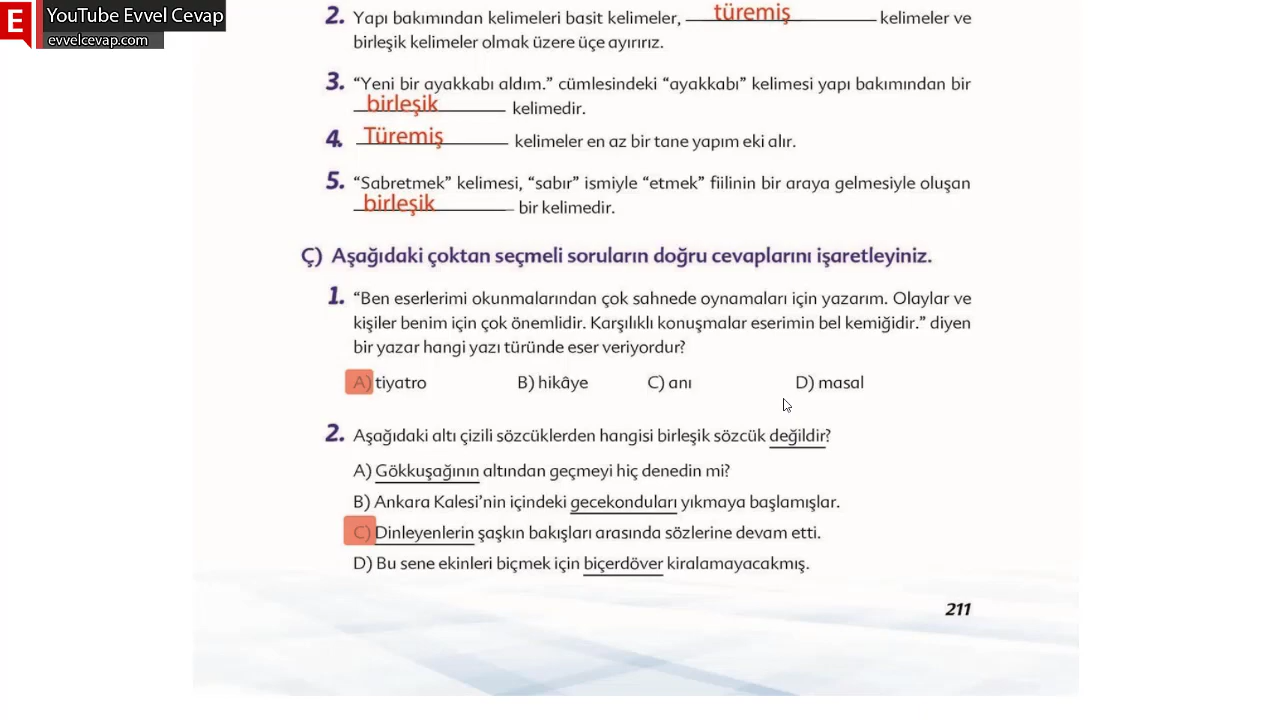 E
YouTube Evvel Cevap
evvelcevap.com
2. Yapı bakımından kelimeleri basit kelimeler, türemiş kelimeler ve
birleşik kelimeler olmak üzere üçe ayırırız.
3. “Yeni bir ayakkabı aldım.” cümlesindeki “ayakkabı” kelimesi yapı bakımından bir
birleşik kelimedir.
4. Türemiş kelimeler en az bir tane yapım eki alır.
5. “Sabretmek” kelimesi, “sabır” ismiyle “etmek” fiilinin bir araya gelmesiyle oluşan
birleşik bir kelimedir.
Ç) Aşağıdaki çoktan seçmeli soruların doğru cevaplarını işaretleyiniz.
1. “Ben eserlerimi okunmalarından çok sahnede oynamaları için yazarım. Olaylar ve
kişiler benim için çok önemlidir. Karşılıklı konuşmalar eserimin bel kemiğidir.” diyen
bir yazar hangi yazı türünde eser veriyordur?
A) tiyatro B) hikâye C) anı D) masal
2. Aşağıdaki altı çizili sözcüklerden hangisi birleşik sözcük değildir?
A) Gökkuşağının altından geçmeyi hiç denedin mi?
B) Ankara Kalesi’nin içindeki gecekonduları yıkmaya başlamışlar.
C) Dinleyenlerin şaşkın bakışları arasında sözlerine devam etti.
D) Bu sene ekinleri biçmek için biçerdöver kiralamayacakmış.
211